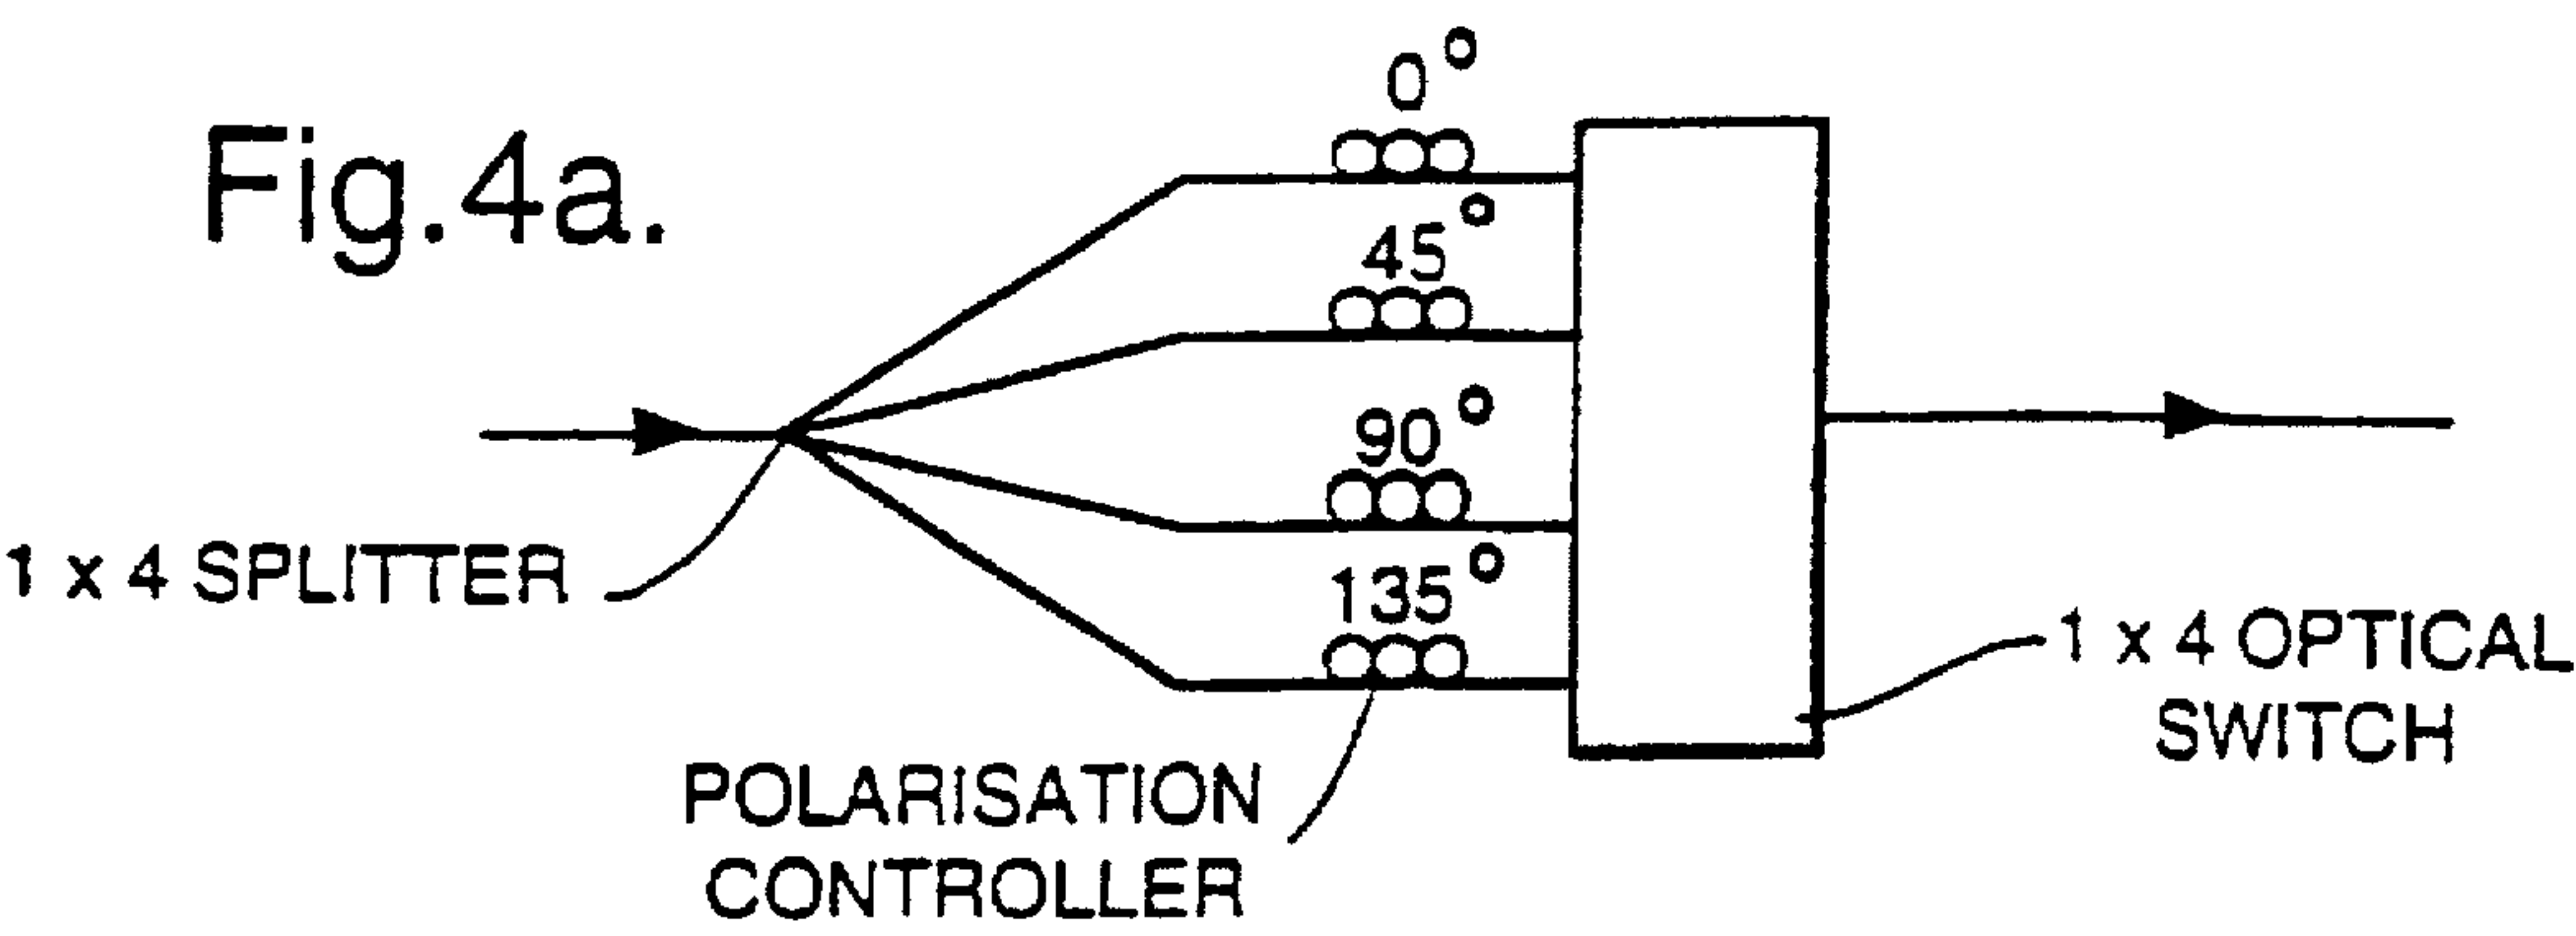 Fig.4a.
0°
45°
90°
135°
1 x 4 SPLITTER
1 x 4 OPTICAL
SWITCH
POLARISATION
CONTROLLER